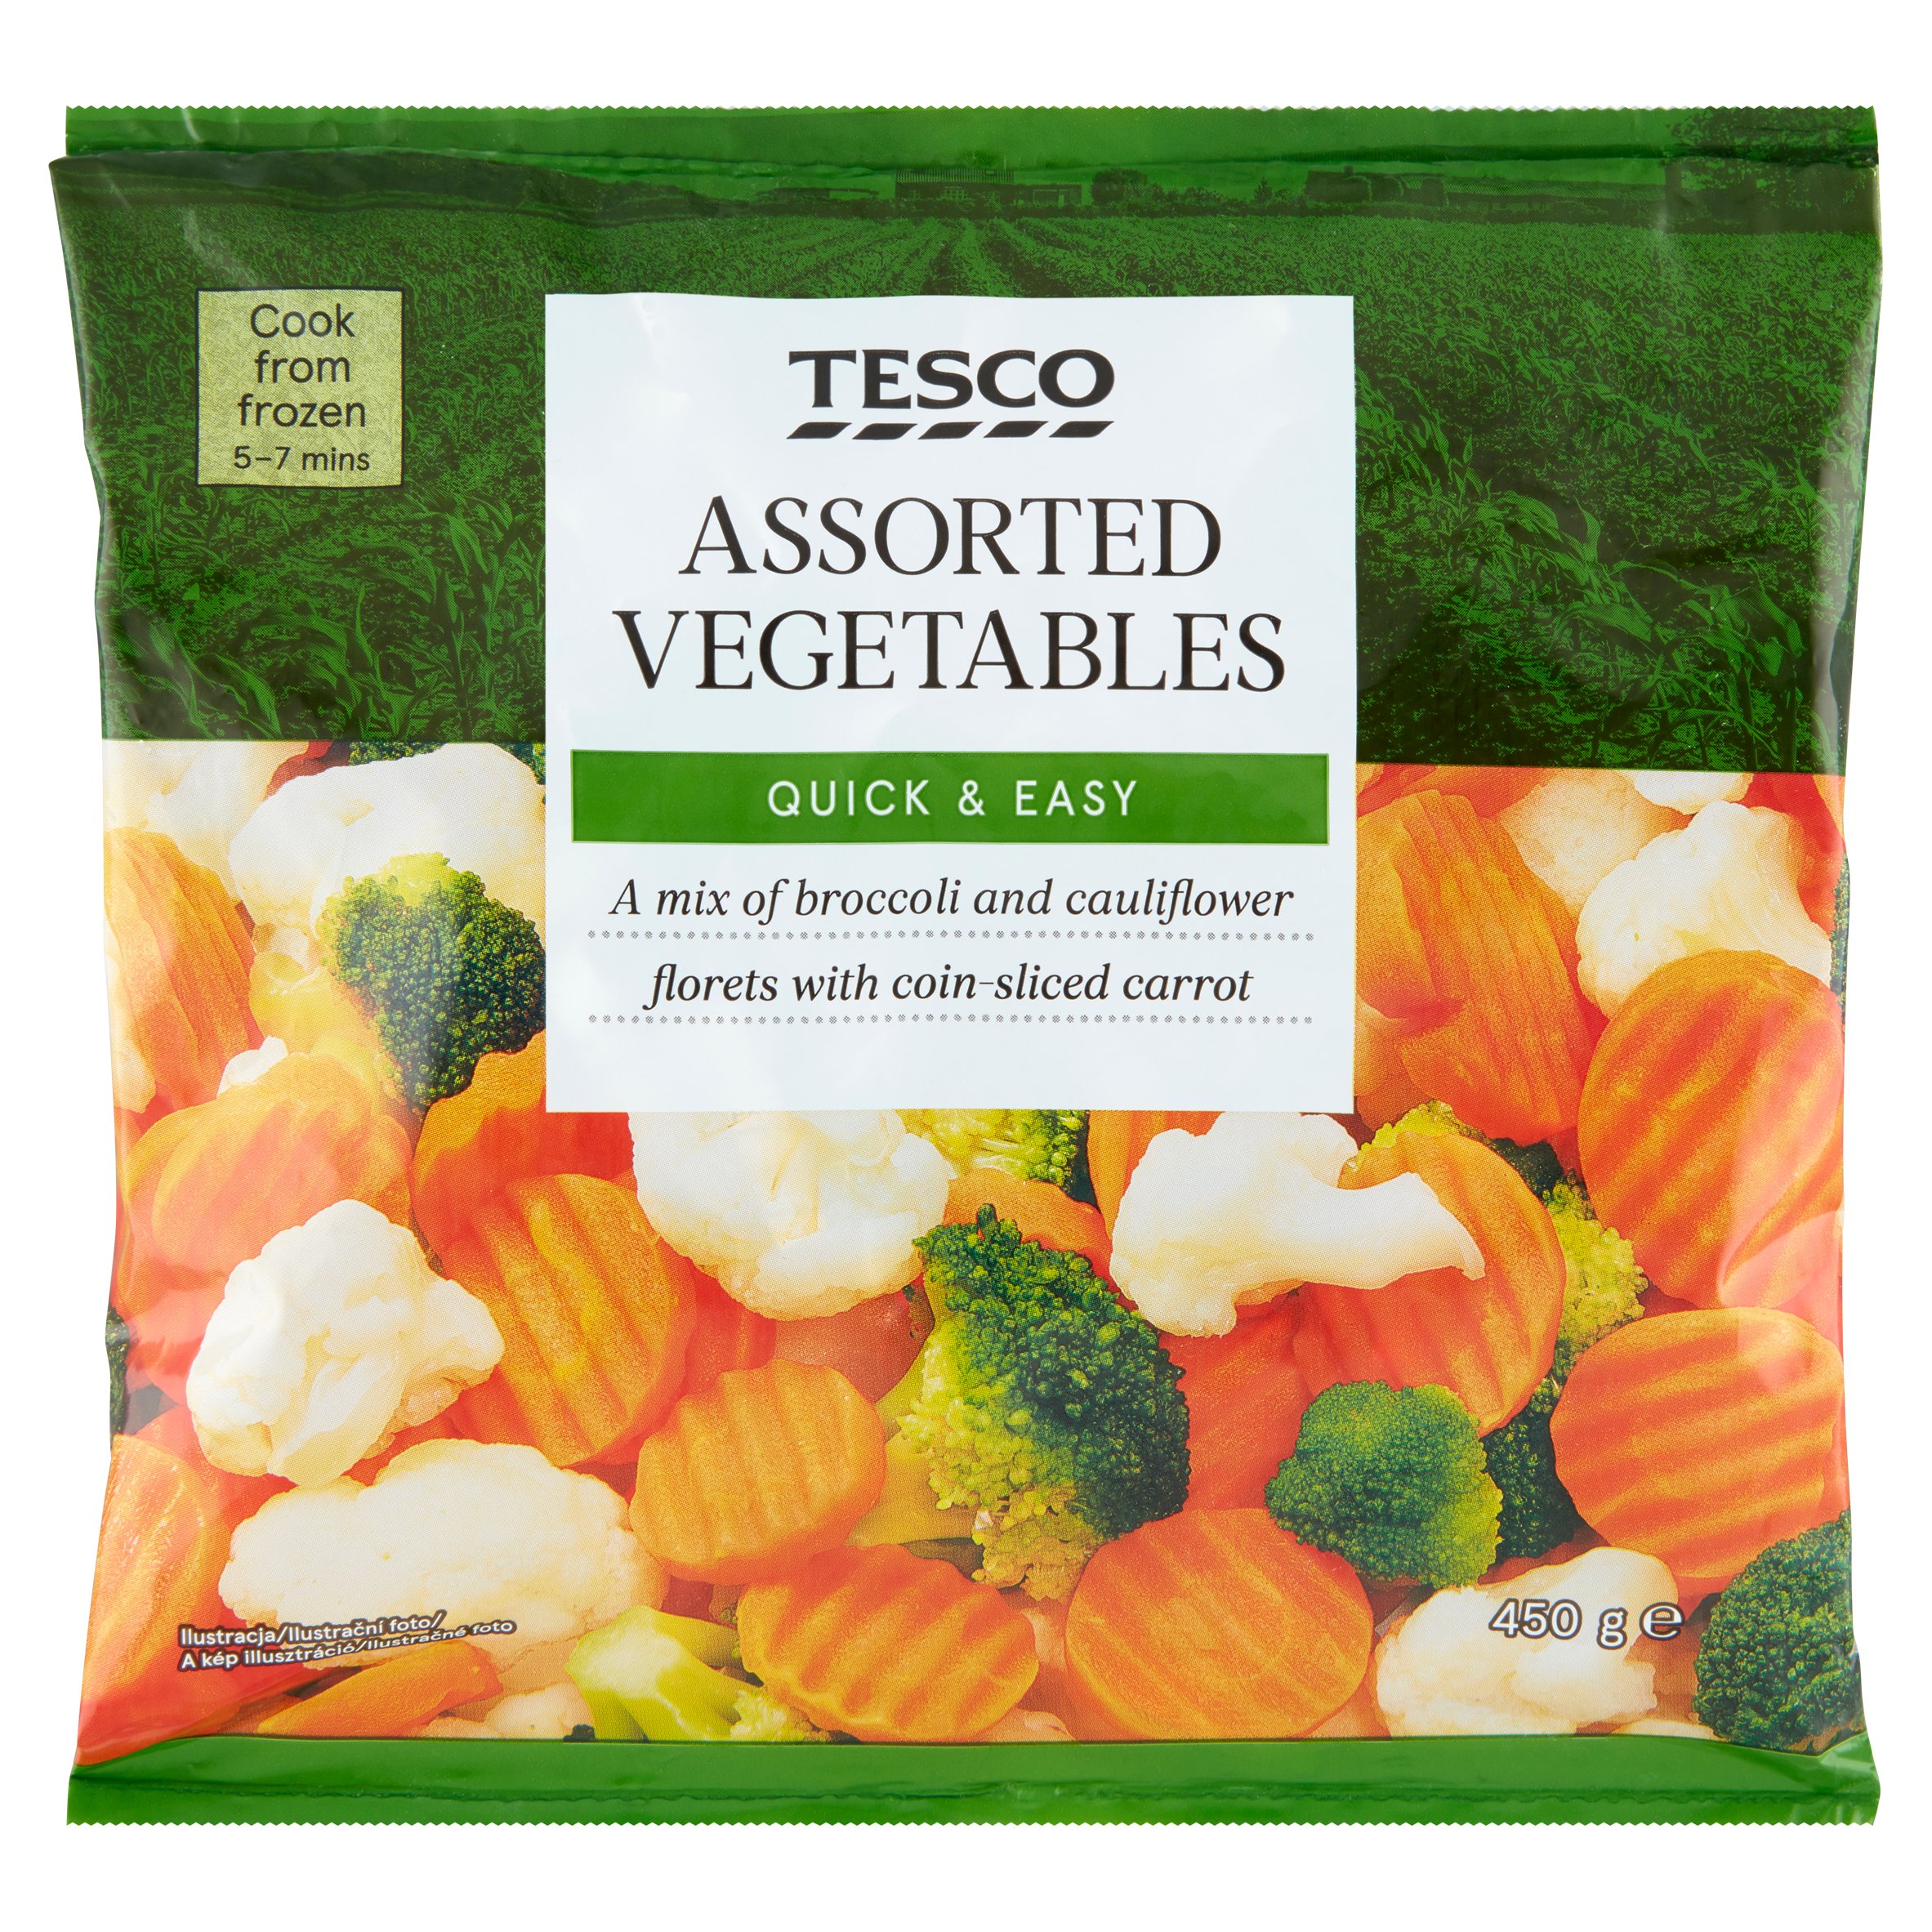 Cook
from
frozen
5–7 mins
TESCO
ASSORTED
VEGETABLES
QUICK & EASY
A mix of broccoli and cauliflower
florets with coin-sliced carrot
Ilustracja/Ilustrační foto/
A kép illusztráció/Ilustračné foto
450 g ℮